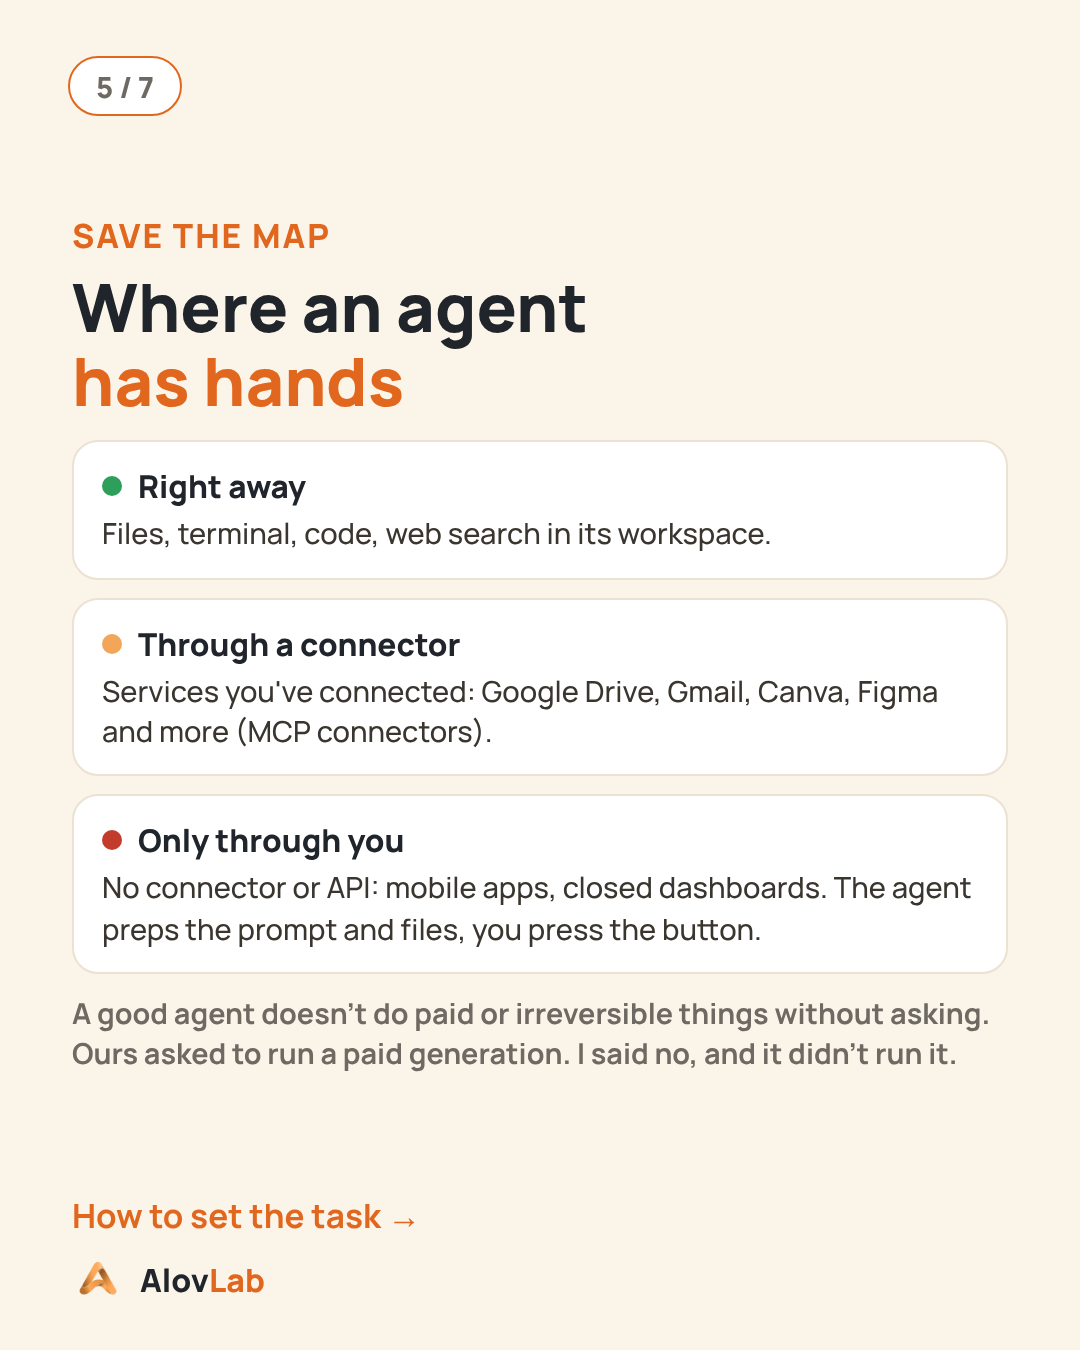 5 / 7
SAVE THE MAP
Where an agent
has hands
Right away
Files, terminal, code, web search in its workspace.
Through a connector
Services you've connected: Google Drive, Gmail, Canva, Figma
and more (MCP connectors).
Only through you
No connector or API: mobile apps, closed dashboards. The agent
preps the prompt and files, you press the button.
A good agent doesn’t do paid or irreversible things without asking.
Ours asked to run a paid generation. I said no, and it didn’t run it.
How to set the task →
AlovLab